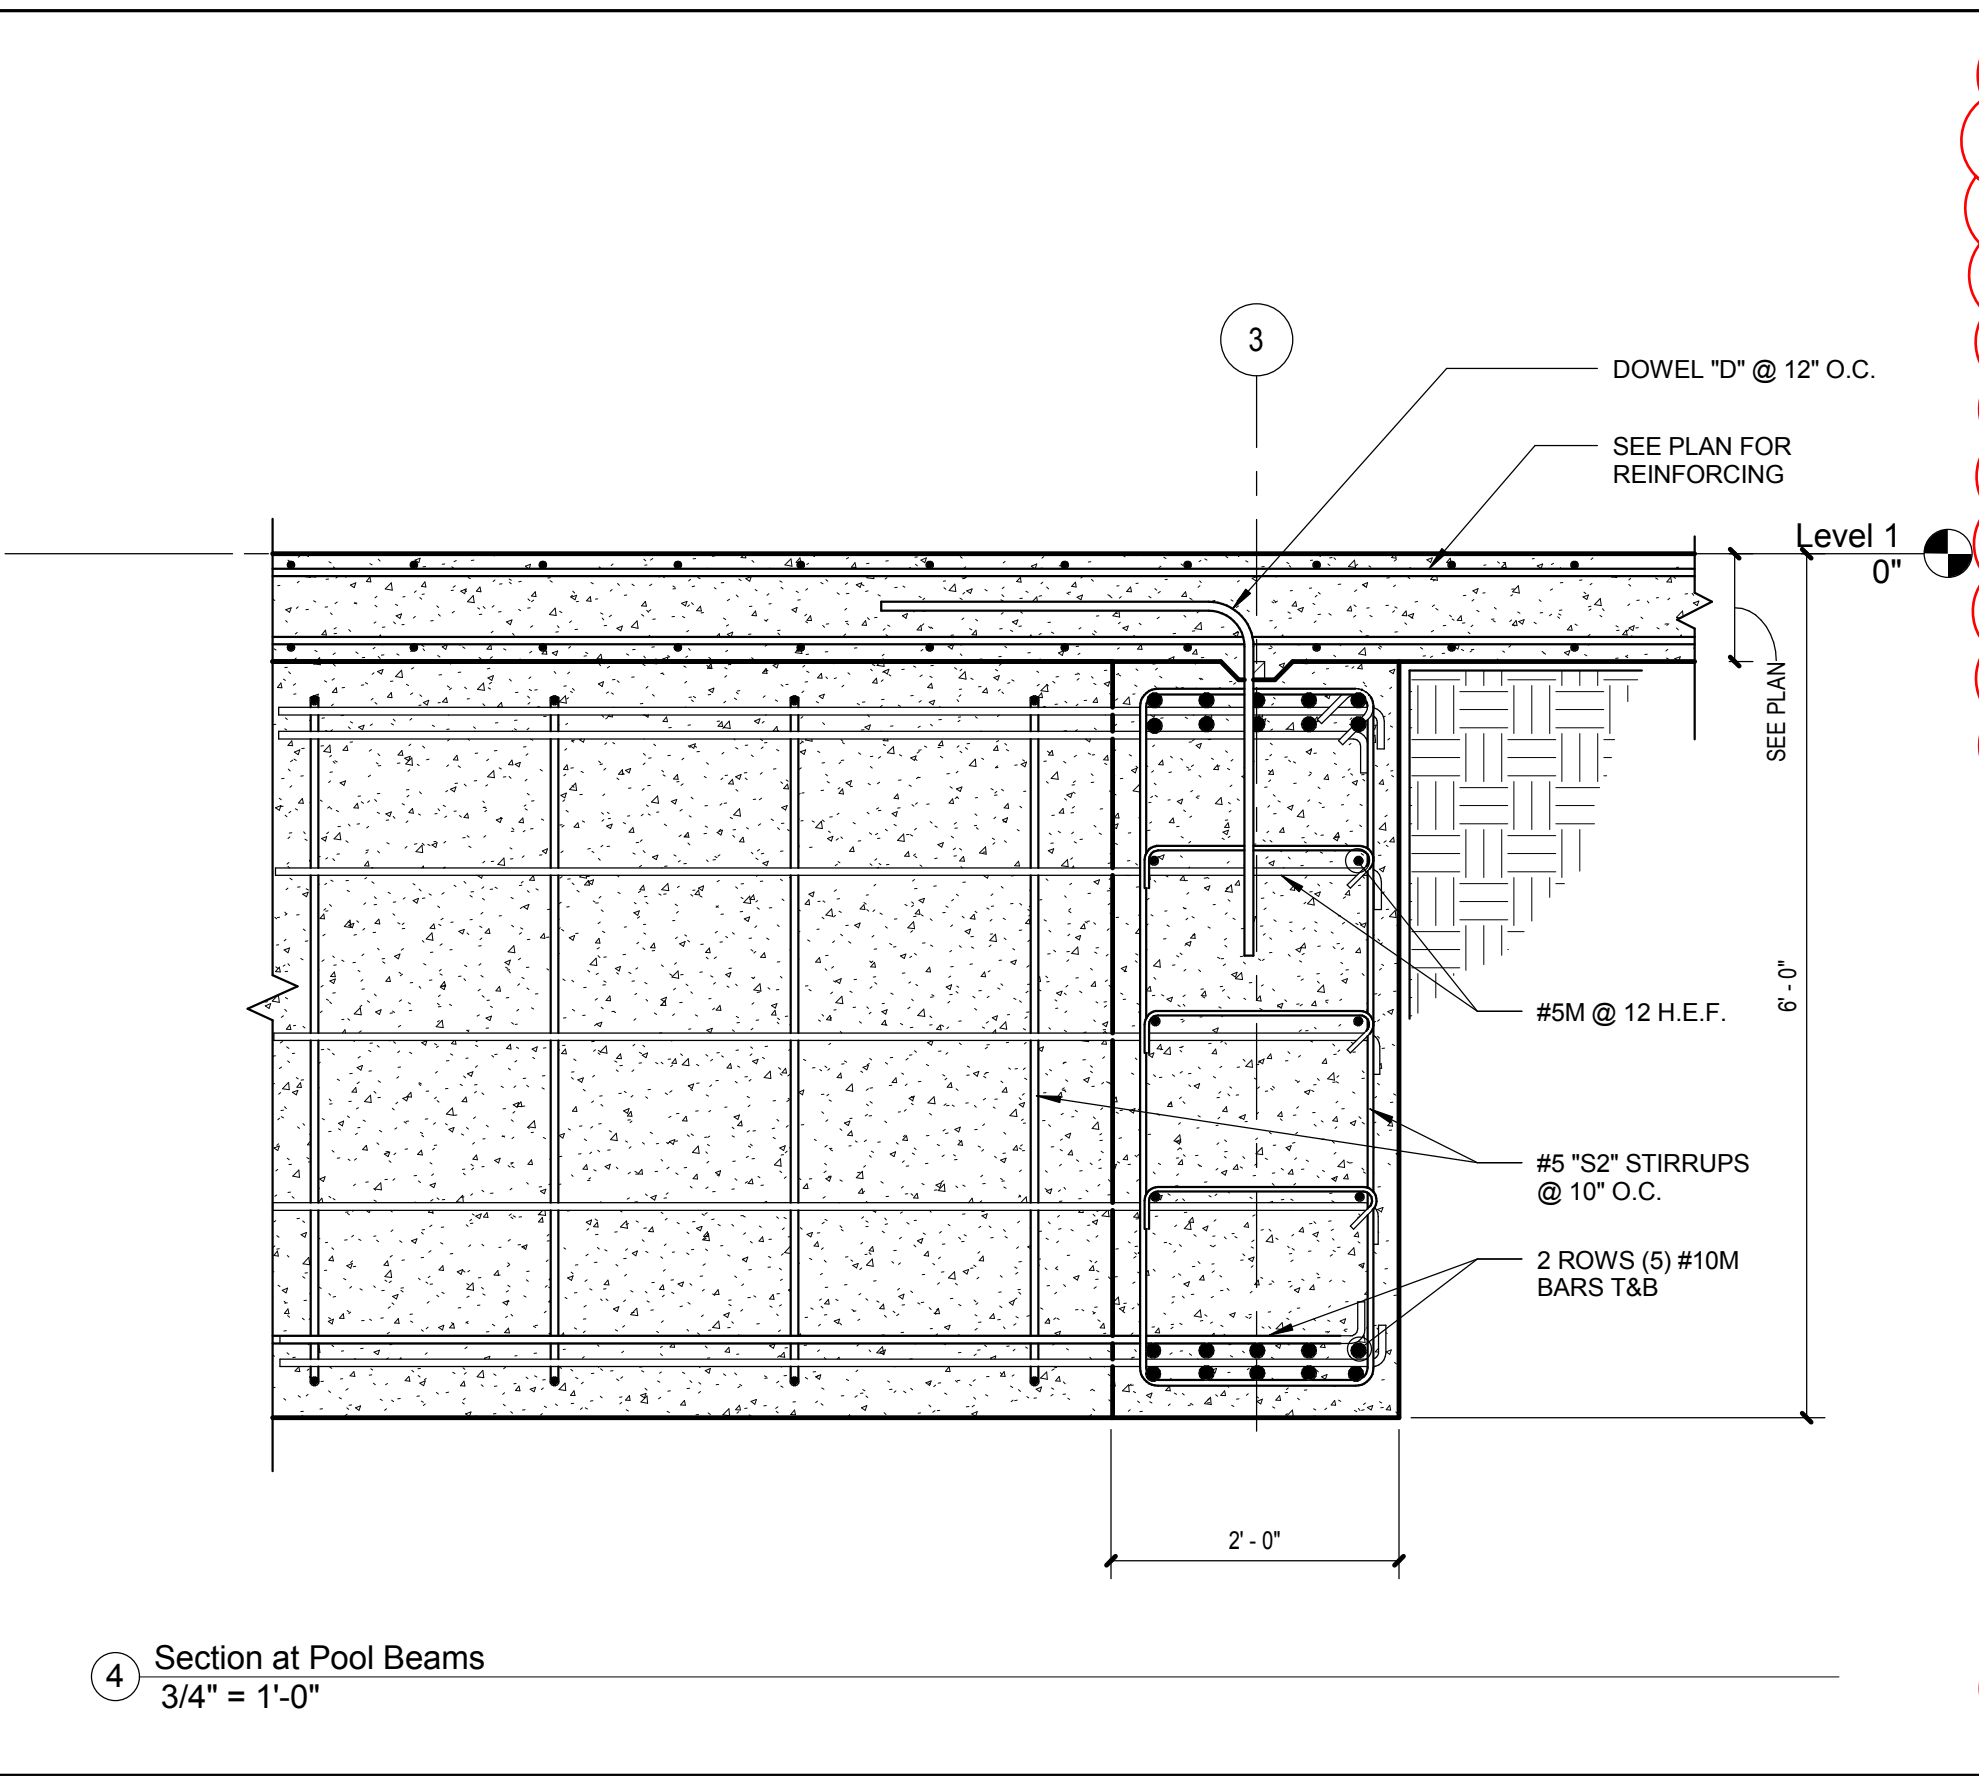 3
DOWEL "D" @ 12" O.C.
SEE PLAN FOR
REINFORCING
Level 1
0"
SEE PLAN
6' - 0"
#5M @ 12 H.E.F.
#5 "S2" STIRRUPS
@ 10" O.C.
2 ROWS (5) #10M
BARS T&B
2' - 0"
4
Section at Pool Beams
3/4" = 1'-0"